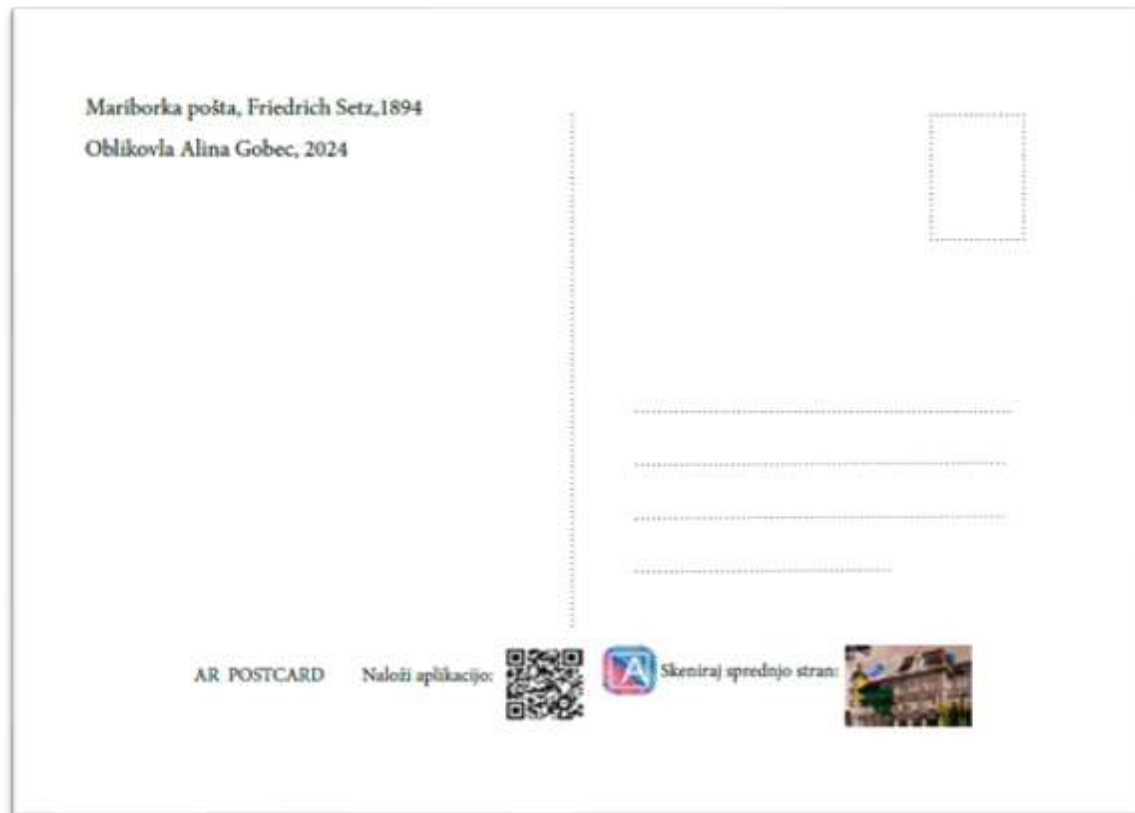 Mariborka pošta, Friedrich Setz,1894
Oblikovla Alina Gobec, 2024
AR POSTCARD Naloži aplikacijo: A Skeniraj sprednjo stran: